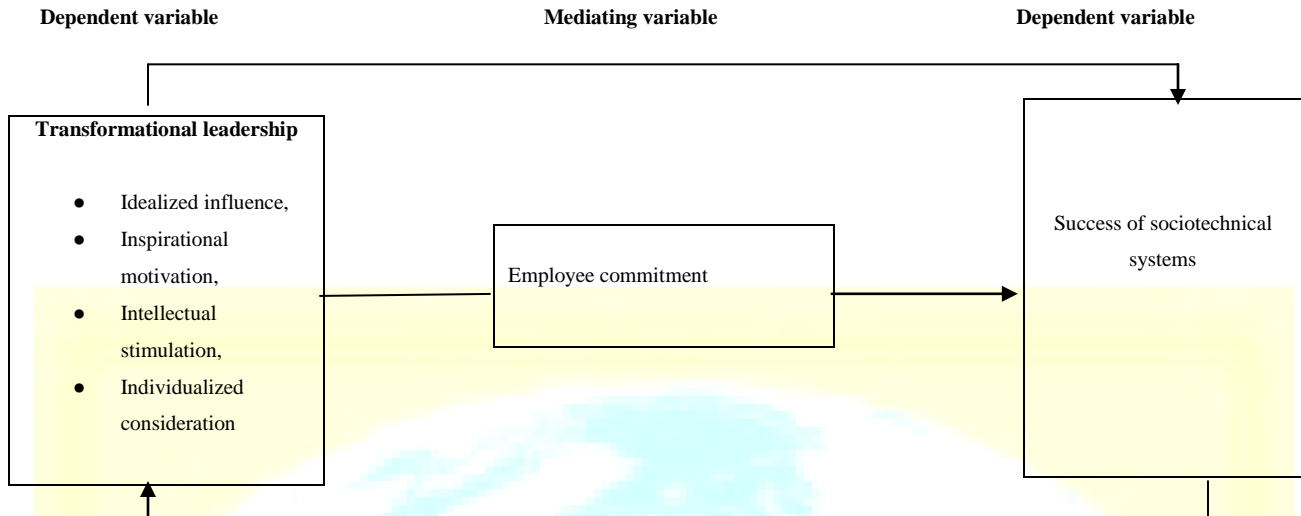 Dependent variable
Mediating variable
Dependent variable
Transformational leadership
● Idealized influence,
● Inspirational
motivation,
● Intellectual
stimulation,
● Individualized
consideration
Employee commitment
Success of sociotechnical
systems